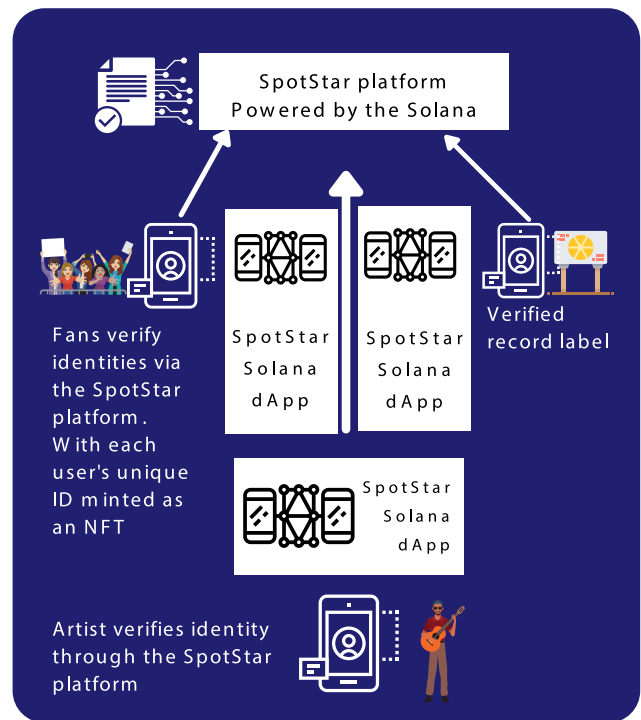 SpotStar platform
Powered by the Solana
SpotStar
Solana
dApp
SpotStar
Solana
dApp
Verified
record label
Fans verify
identities via
the SpotStar
platform.
With each
user's unique
ID minted as
an NFT
SpotStar
Solana
dApp
Artist verifies identity
through the SpotStar
platform